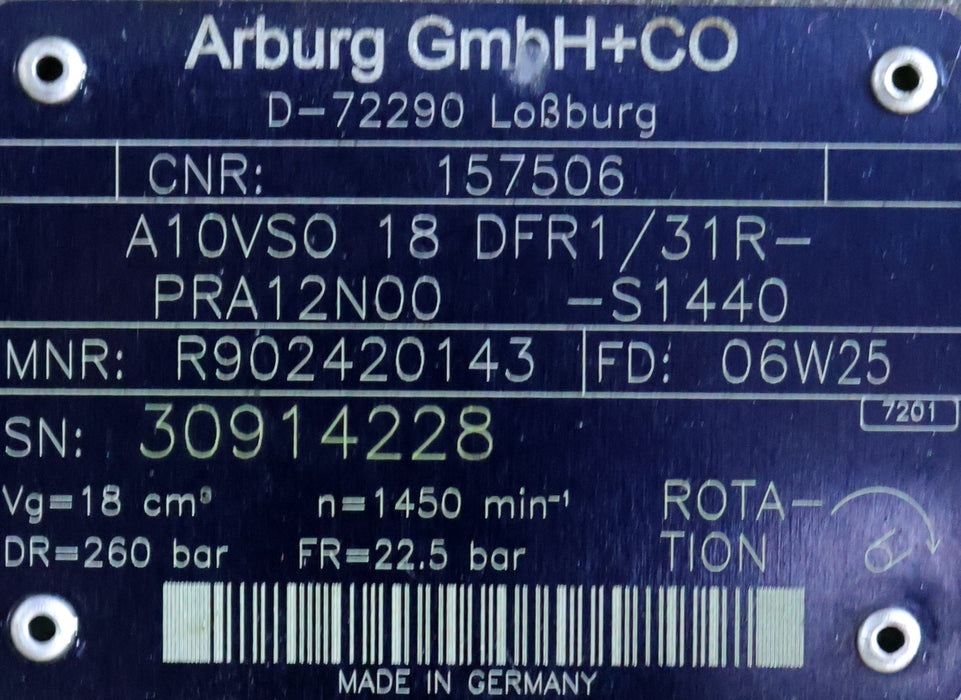 Arburg GmbH+CO
D-72290 Loßburg
CNR: 157506
A10VSO 18 DFR1/31R-
PRA12N00 -S1440
MNR: R902420143 FD: 06W25
SN: 30914228 7201
Vg=18 cm³ n=1450 min⁻¹ ROTA-
DR=260 bar FR=22.5 bar TION
MADE IN GERMANY